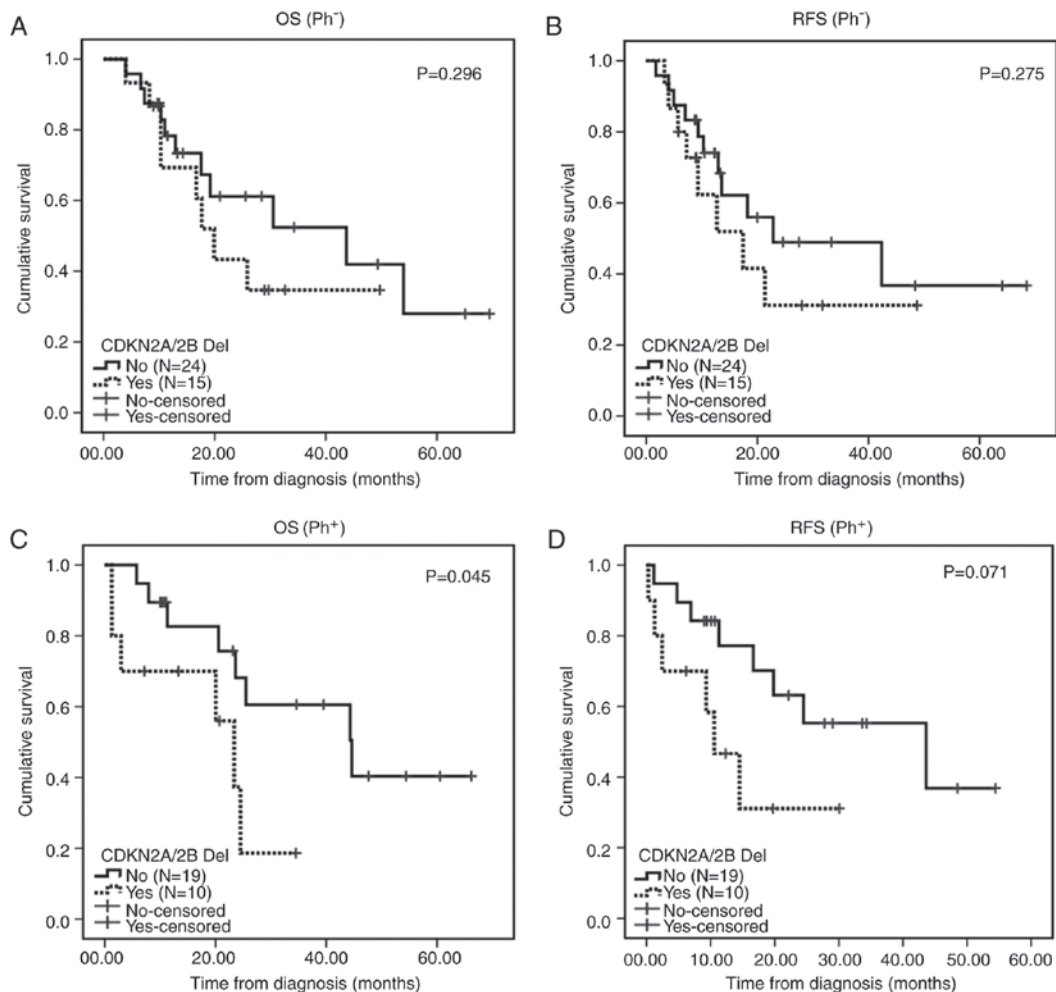 A
OS (Ph⁻)
P=0.296
Cumulative survival
1.0
0.8
0.6
0.4
0.2
0.0
CDKN2A/2B Del
No (N=24)
Yes (N=15)
No-censored
Yes-censored
00.00 20.00 40.00 60.00
Time from diagnosis (months)
B
RFS (Ph⁻)
P=0.275
Cumulative survival
1.0
0.8
0.6
0.4
0.2
0.0
CDKN2A/2B Del
No (N=24)
Yes (N=15)
No-censored
Yes-censored
00.00 20.00 40.00 60.00
Time from diagnosis (months)
C
OS (Ph⁺)
P=0.045
Cumulative survival
1.0
0.8
0.6
0.4
0.2
0.0
CDKN2A/2B Del
No (N=19)
Yes (N=10)
No-censored
Yes-censored
00.00 20.00 40.00 60.00
Time from diagnosis (months)
D
RFS (Ph⁺)
P=0.071
Cumulative survival
1.0
0.8
0.6
0.4
0.2
0.0
CDKN2A/2B Del
No (N=19)
Yes (N=10)
No-censored
Yes-censored
00.00 10.00 20.00 30.00 40.00 50.00 60.00
Time from diagnosis (months)